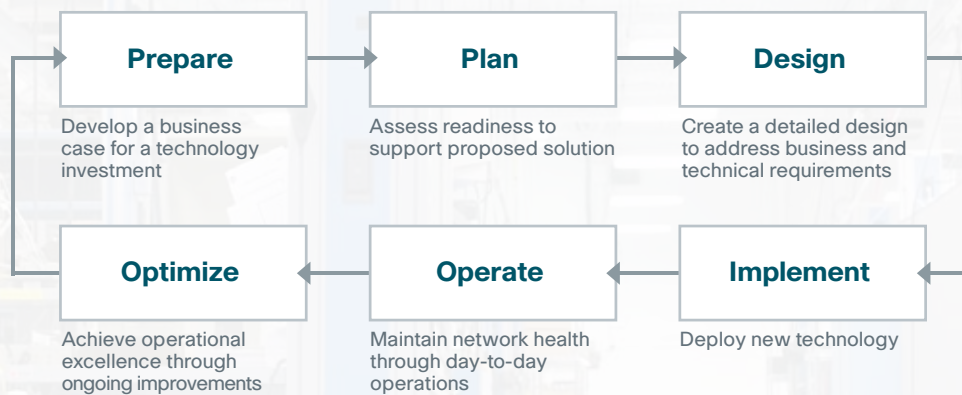 Prepare
Develop a business
case for a technology
investment
Plan
Assess readiness to
support proposed solution
Design
Create a detailed design
to address business and
technical requirements
Optimize
Achieve operational
excellence through
ongoing improvements
Operate
Maintain network health
through day-to-day
operations
Implement
Deploy new technology